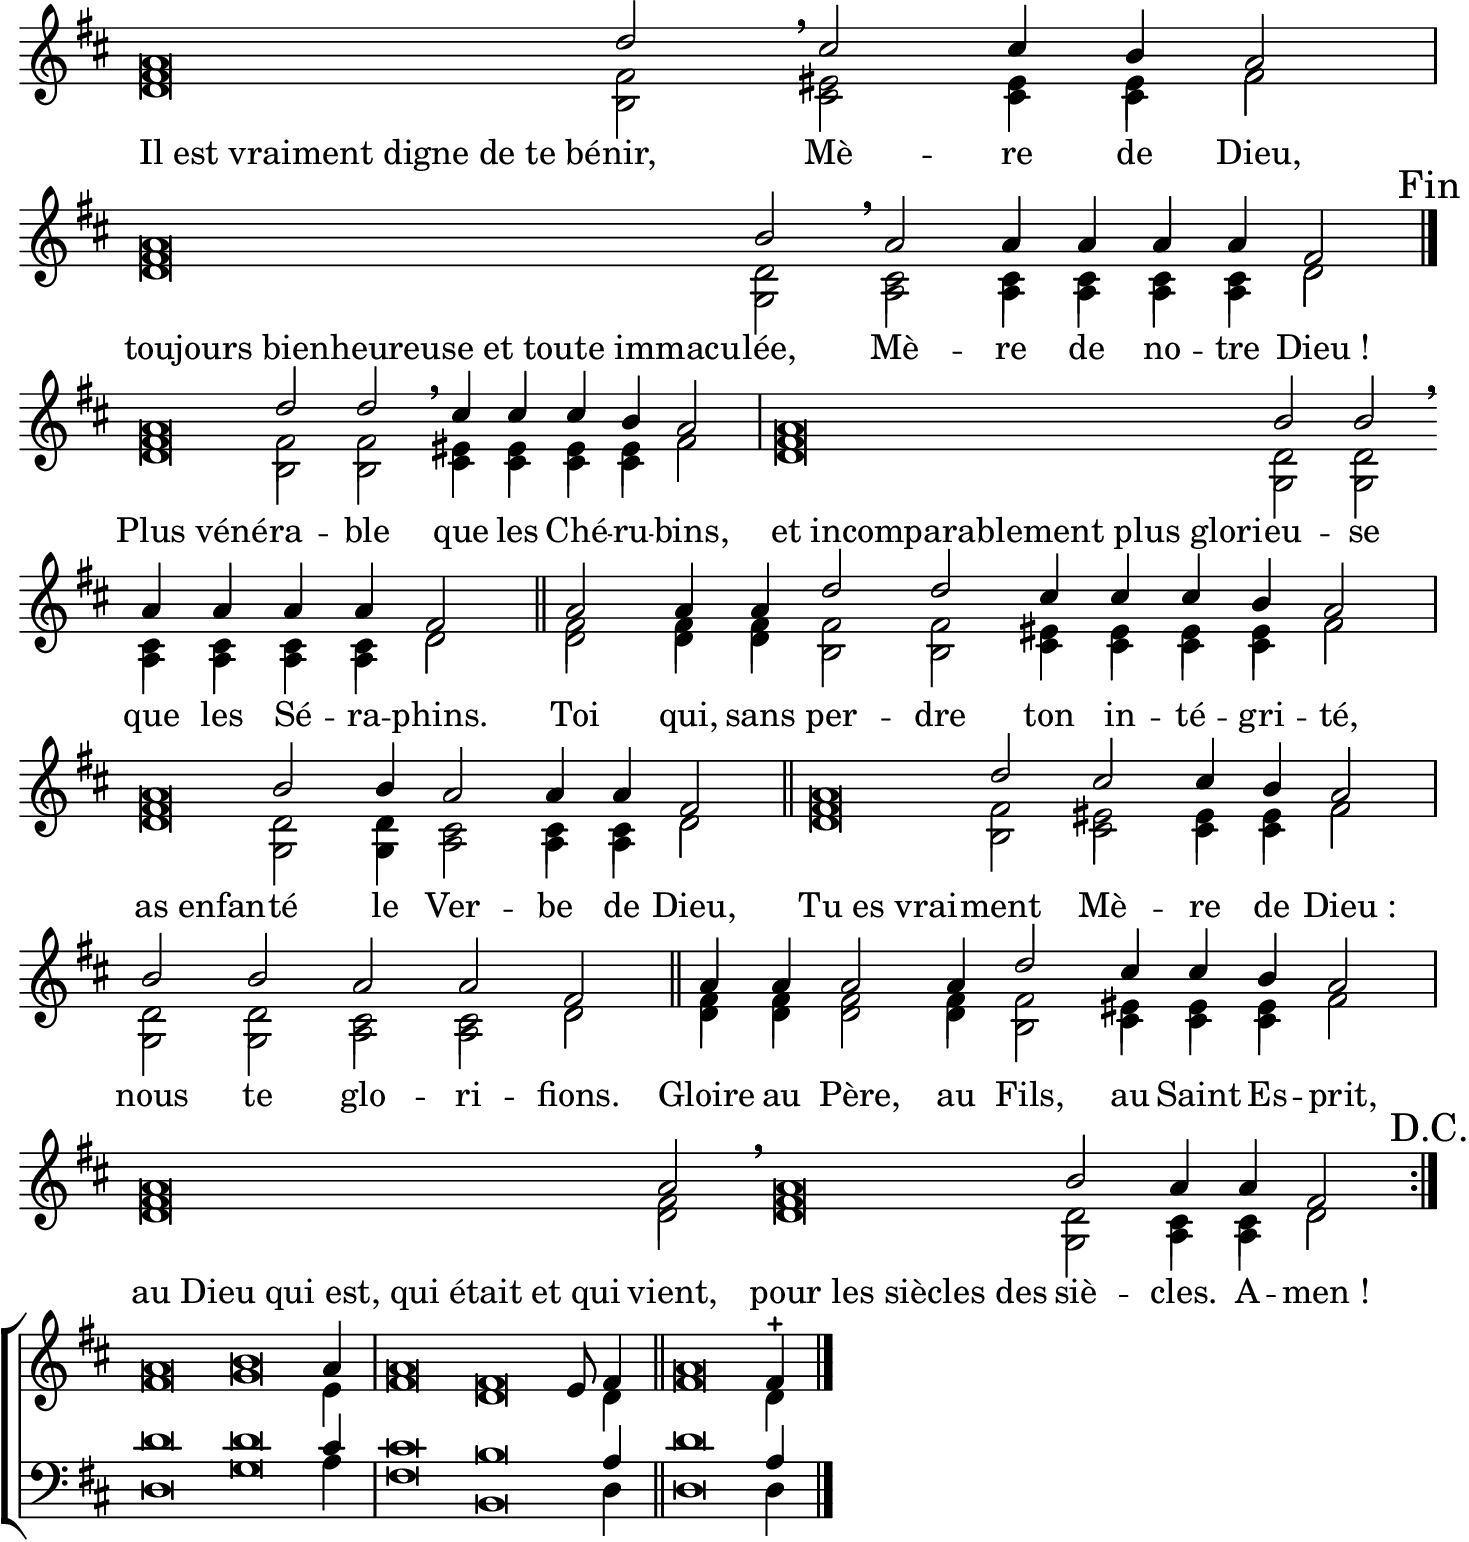 Il est vraiment digne de te bénir, Mè -- re de Dieu,
Fin
toujours bienheureuse et toute immaculée, Mè -- re de no -- tre Dieu !
Plus vénéra -- ble que les Ché -- ru -- bins, et incomparablement plus glorieu -- se
que les Sé -- ra -- phins. Toi qui, sans per -- dre ton in -- té -- gri -- té,
as enfanté le Ver -- be de Dieu, Tu es vraiment Mè -- re de Dieu :
nous te glo -- ri -- fions. Gloire au Père, au Fils, au Saint Es -- prit,
D.C.
au Dieu qui est, qui était et qui vient, pour les siècles des siè -- cles. A -- men !